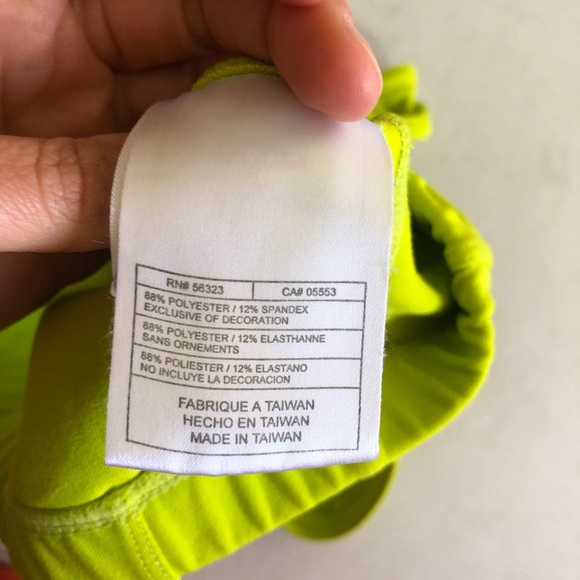 RN# 56323 CA# 05553
88% POLYESTER / 12% SPANDEX
EXCLUSIVE OF DECORATION
88% POLYESTER / 12% ELASTHANNE
SANS ORNEMENTS
88% POLIESTER / 12% ELASTANO
NO INCLUYE LA DECORACION
FABRIQUE A TAIWAN
HECHO EN TAIWAN
MADE IN TAIWAN